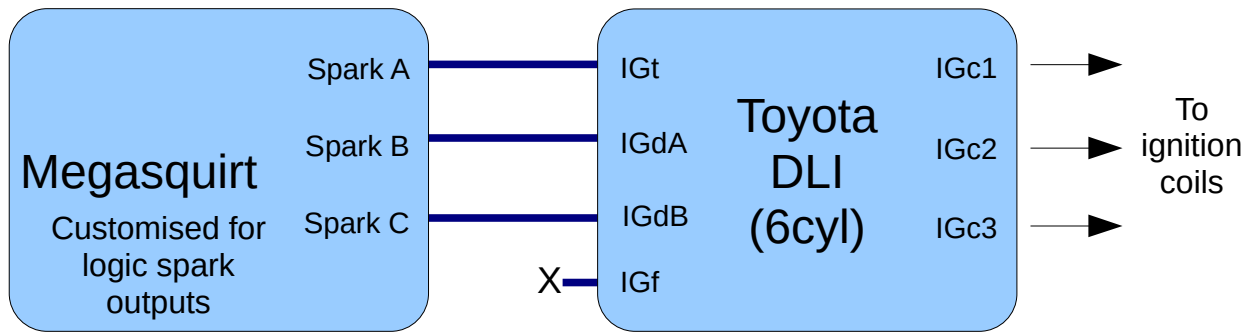 Megasquirt
Customised for
logic spark
outputs
Spark A
Spark B
Spark C
X
IGt
IGdA
IGdB
IGf
Toyota
DLI
(6cyl)
IGc1
IGc2
IGc3
To
ignition
coils